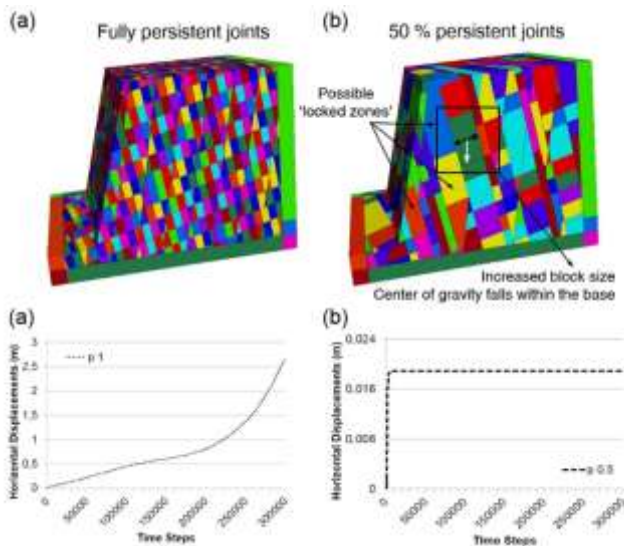 (a)
Fully persistent joints
(b)
50 % persistent joints
Possible
'locked zones'
Increased block size
Center of gravity falls within the base
(a)
Horizontal Displacements (m)
3
2.5
2
1.5
1
0.5
0
p 1
0
50000
100000
150000
200000
250000
300000
Time Steps
(b)
Horizontal Displacements (m)
0.024
0.016
0.008
0
p 0.5
0
50000
100000
150000
200000
250000
300000
Time Steps